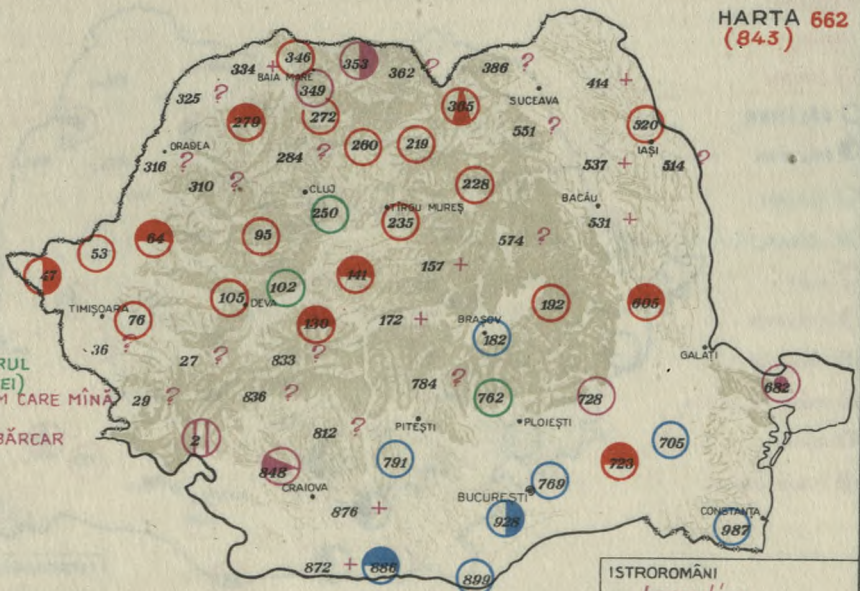 HARTA 662
(843)
346
334 +
BAIA MARE
353
362 ?
386 ?
SUCEAVA
414 +
325 ?
349
279
272
365
551 ?
320
IAȘI
ORADEA
316 ?
284 ?
260
219
537 +
514 ?
310 ?
CLUJ
228
BACĂU
250
TÎRGU MUREȘ
235
531 +
53
64
95
574 ?
47
141
157 +
102
105
DEVA
192
605
TIMIȘOARA
76
130
172 +
BRAȘOV
182
36 ?
27 ?
833 ?
GALAȚI
RUL
EI)
M CARE MÎNĂ
BĂRCAR
29 ?
836 ?
784 ?
762
728
682
2
812 ?
PITEȘTI
PLOIEȘTI
705
848
791
723
CRAIOVA
769
BUCUREȘTI
876 +
928
CONSTANȚA
987
872 +
886
899
ISTROROMÂNI